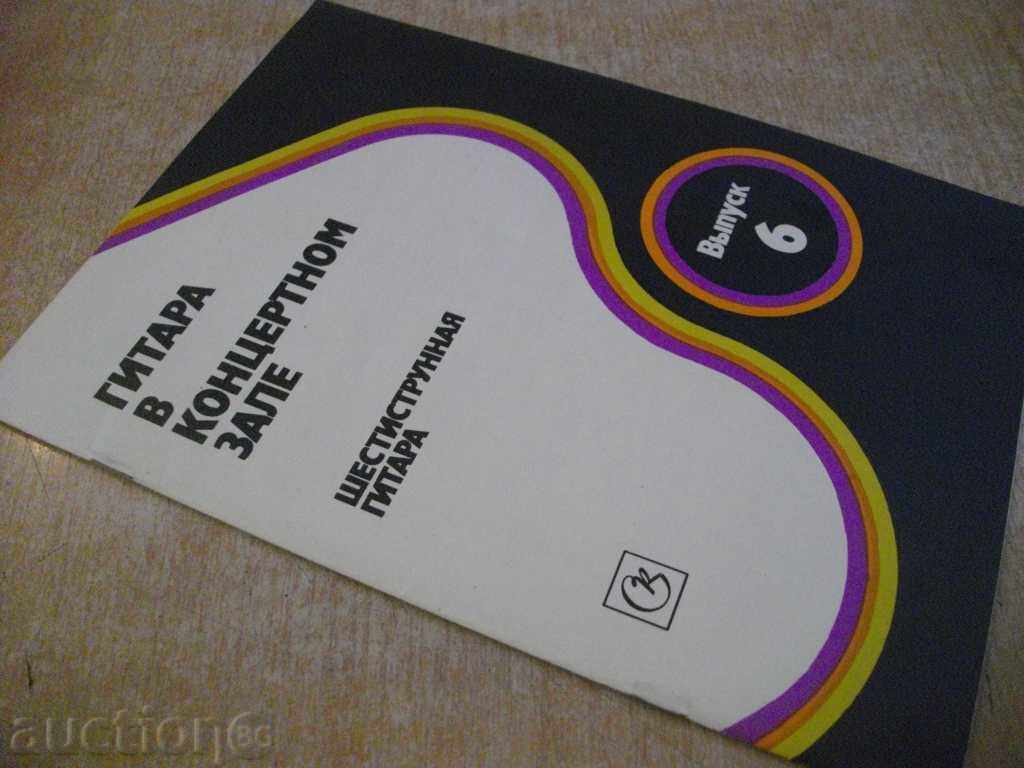 ГИТАРА
В
КОНЦЕРТНОМ
ЗАЛЕ
ШЕСТИСТРУННАЯ
ГИТАРА
Выпуск
6
auction.BG